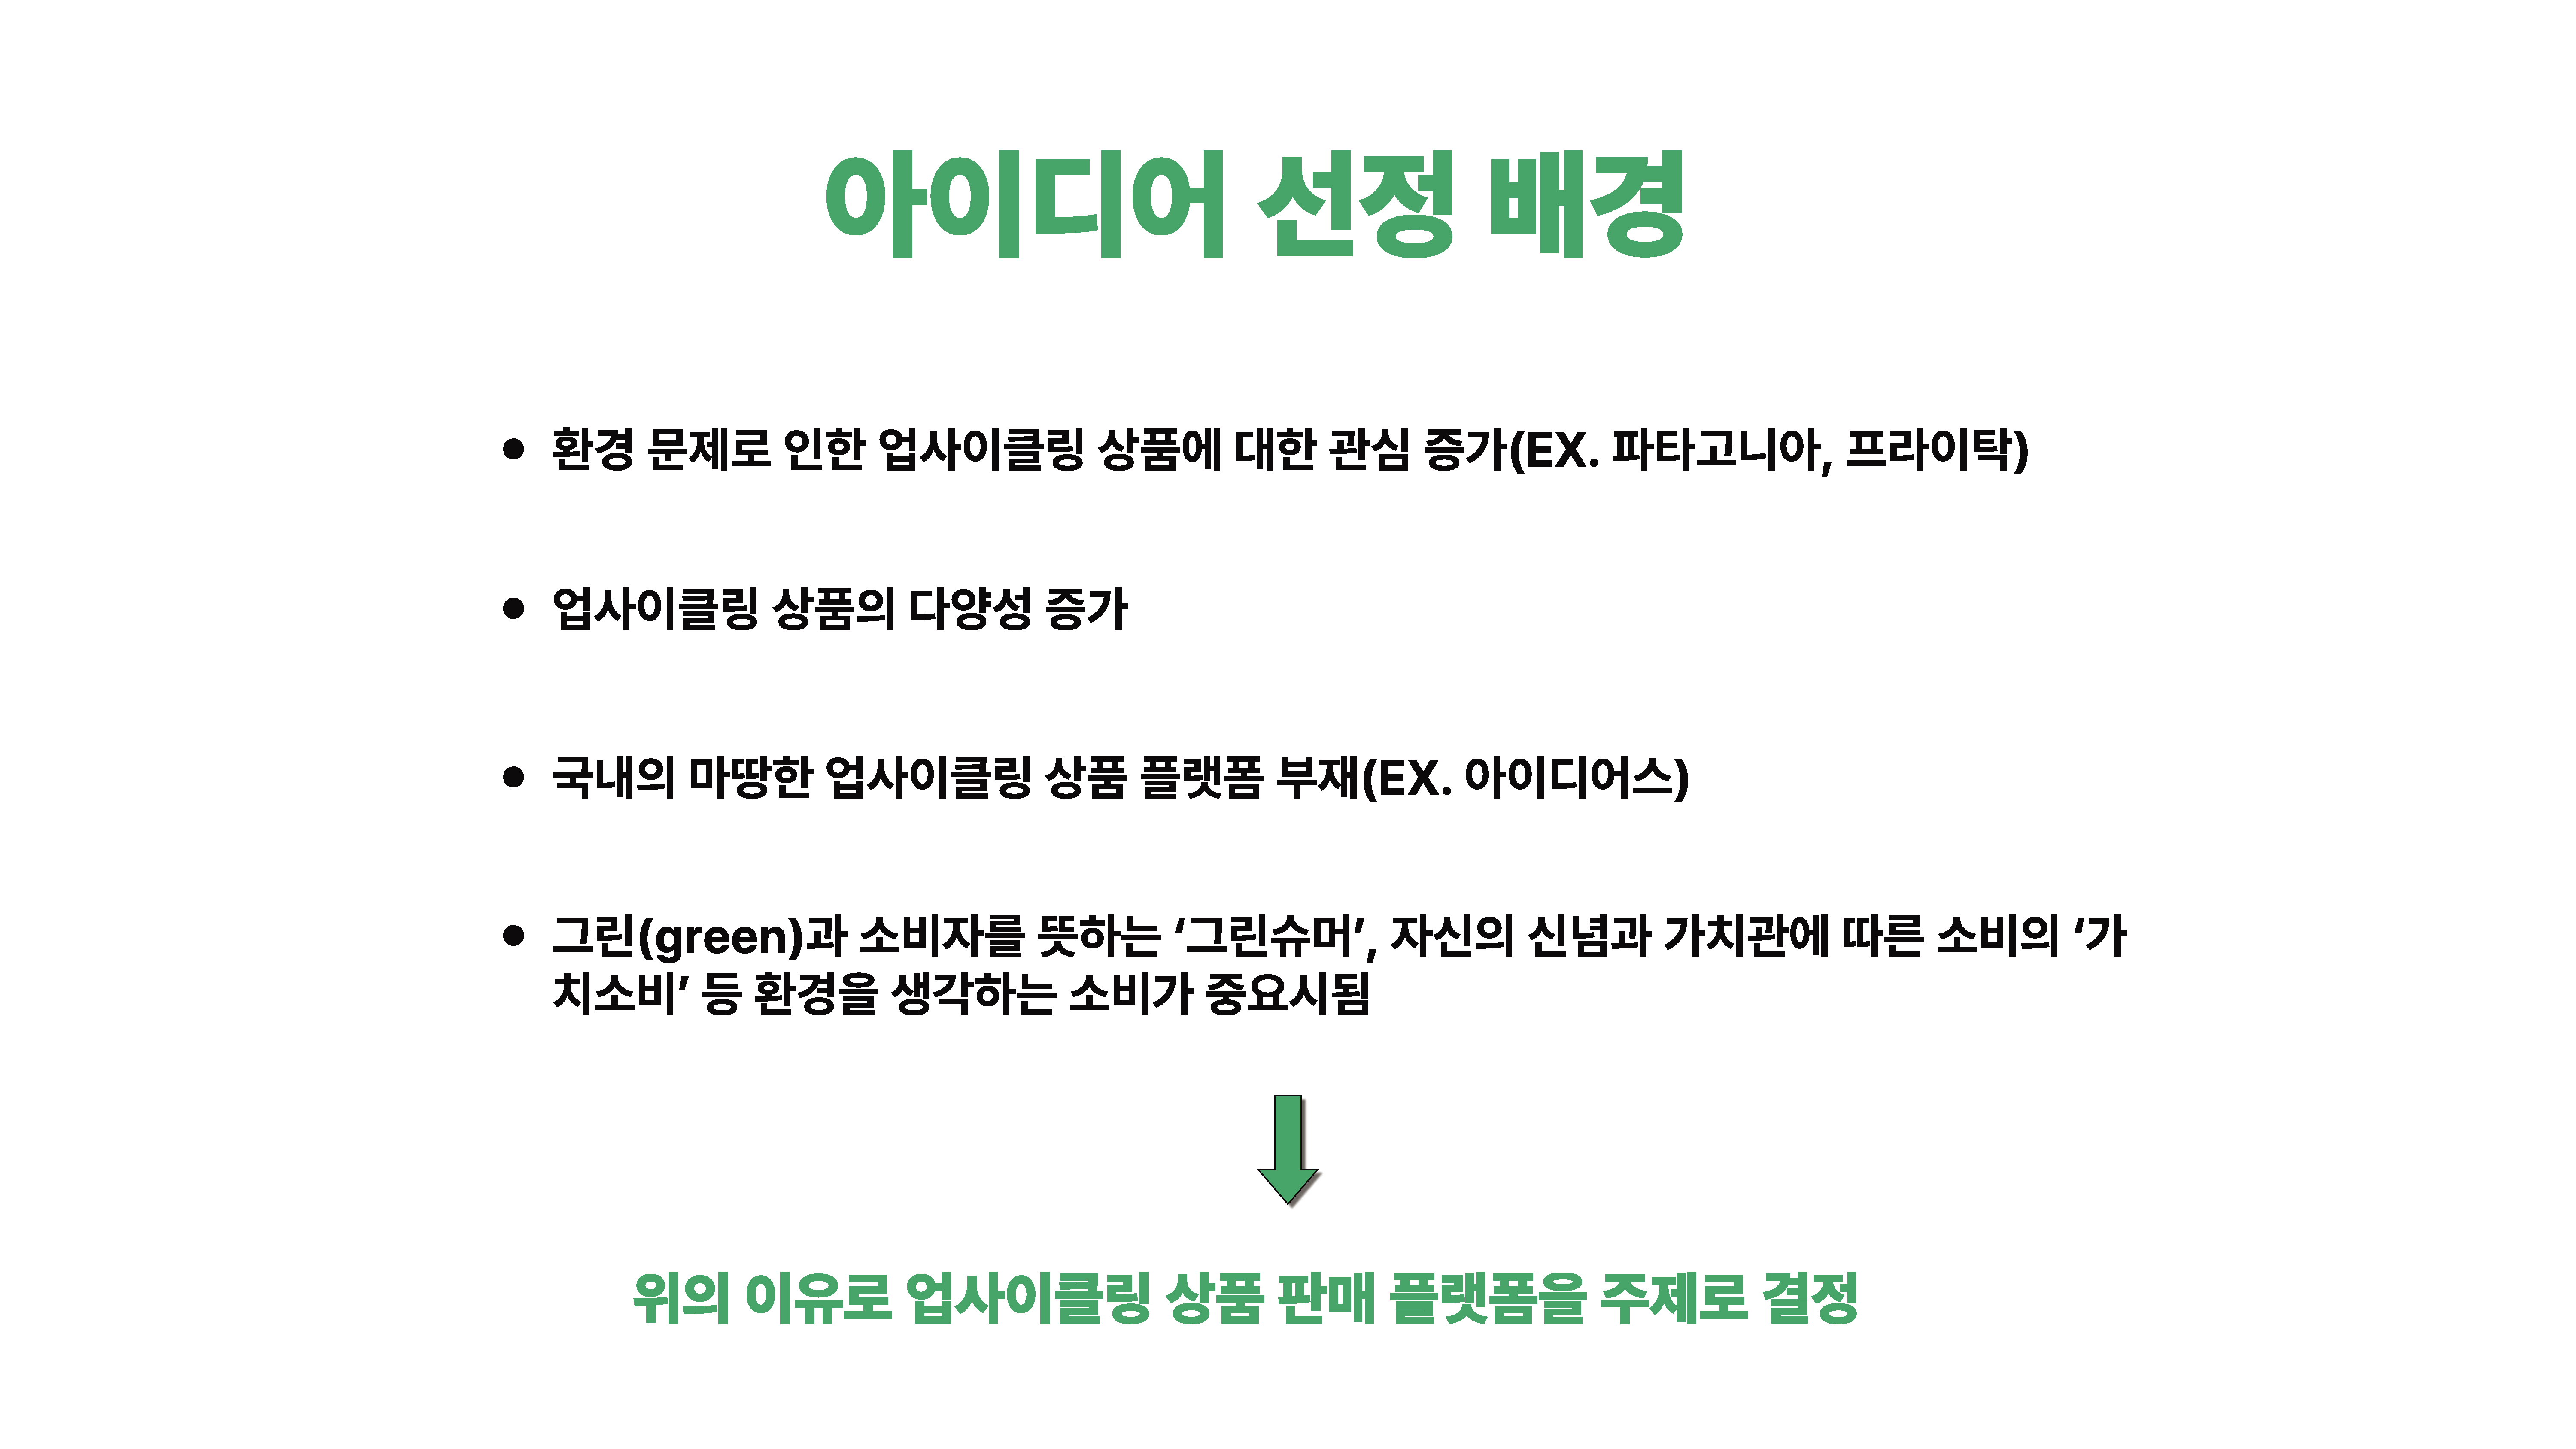 아이디어 선정 배경
● 환경 문제로 인한 업사이클링 상품에 대한 관심 증가(EX. 파타고니아, 프라이탁)
● 업사이클링 상품의 다양성 증가
● 국내의 마땅한 업사이클링 상품 플랫폼 부재(EX. 아이디어스)
● 그린(green)과 소비자를 뜻하는 ‘그린슈머’, 자신의 신념과 가치관에 따른 소비의 ‘가
치소비’ 등 환경을 생각하는 소비가 중요시됨
위의 이유로 업사이클링 상품 판매 플랫폼을 주제로 결정